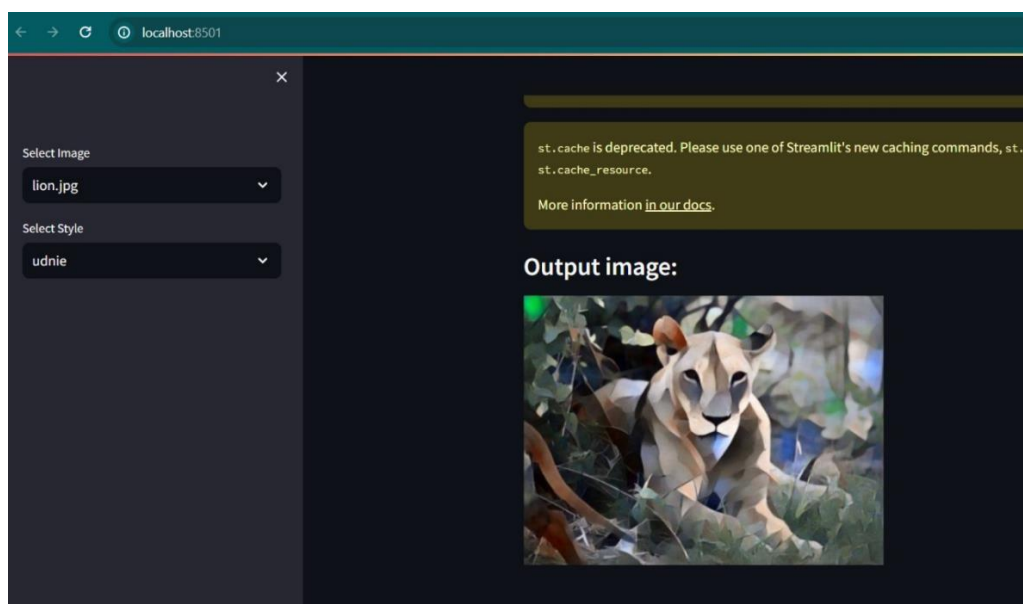 localhost:8501
Select Image
lion.jpg
Select Style
udnie
st.cache is deprecated. Please use one of Streamlit's new caching commands, st.
st.cache_resource.
More information in our docs.
Output image: